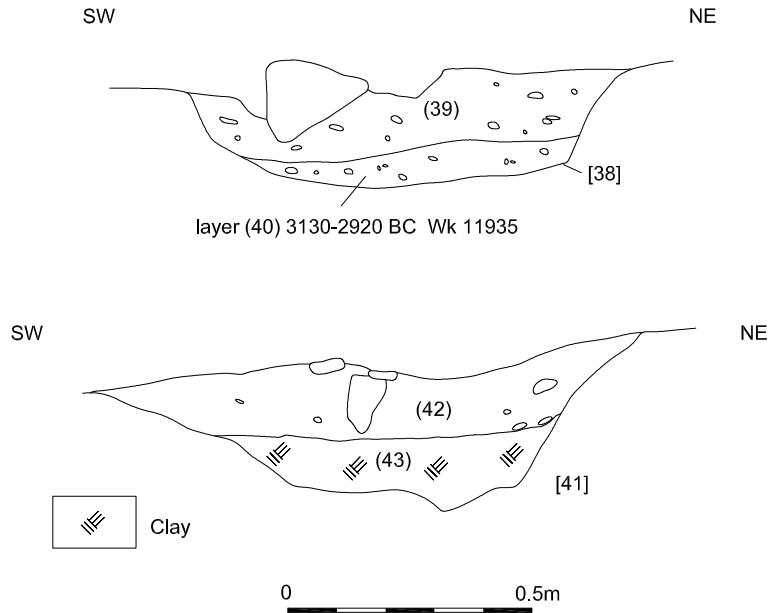 SW NE
(39)
[38]
layer (40) 3130-2920 BC Wk 11935
SW NE
(42)
(43)
[41]
Clay
0 0.5m